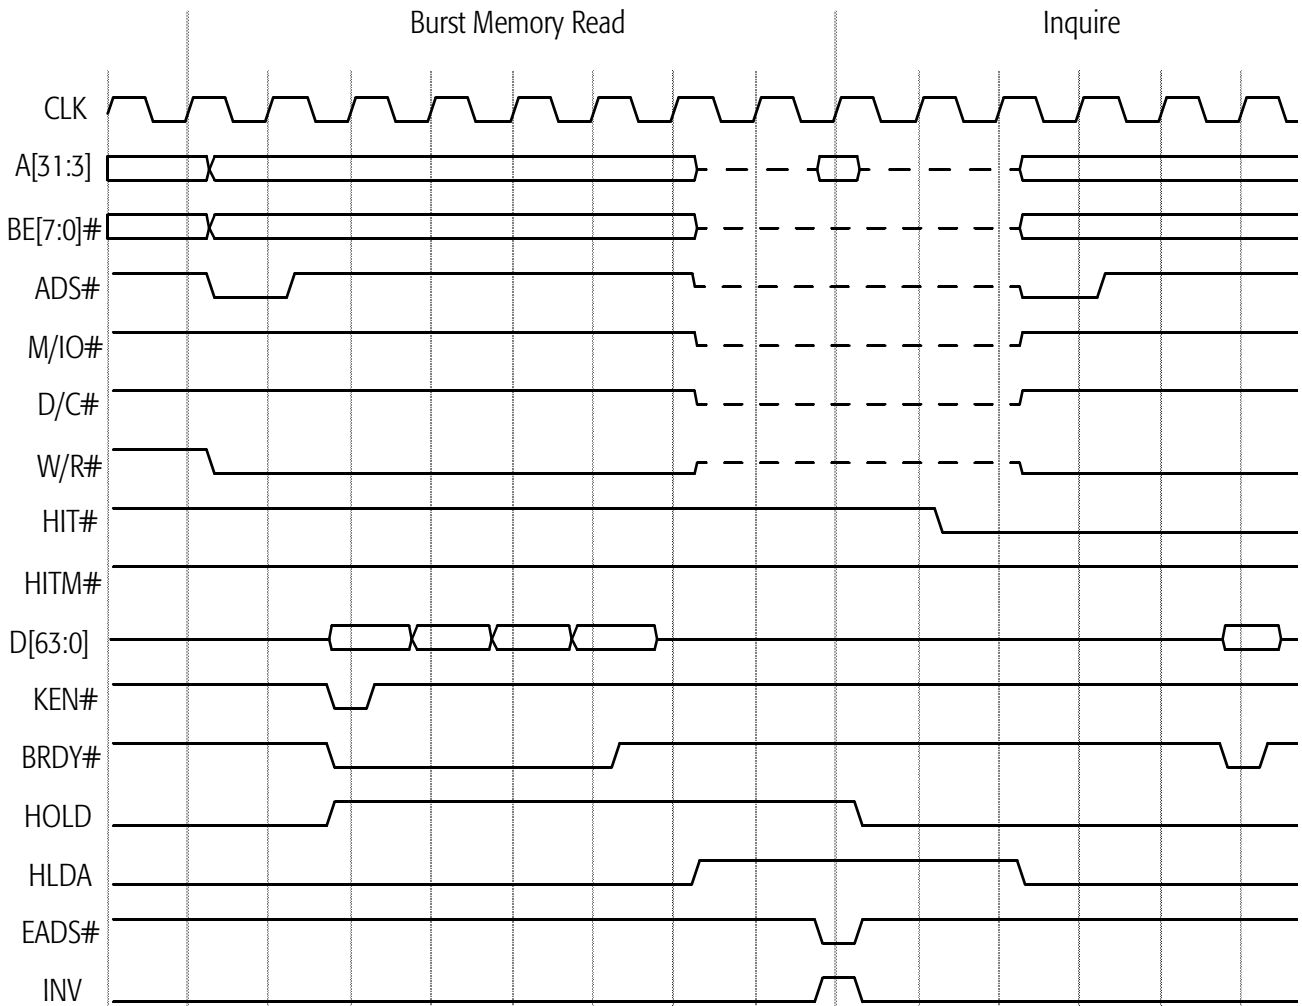 Burst Memory Read
Inquire
CLK
A[31:3]
BE[7:0]#
ADS#
M/IO#
D/C#
W/R#
HIT#
HITM#
D[63:0]
KEN#
BRDY#
HOLD
HLDA
EADS#
INV